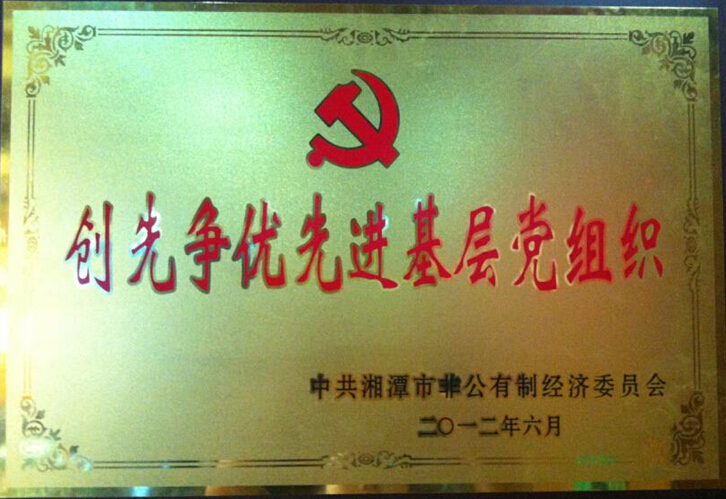 创先争优先进基层党组织
中共湘潭市非公有制经济委员会
二〇一二年六月